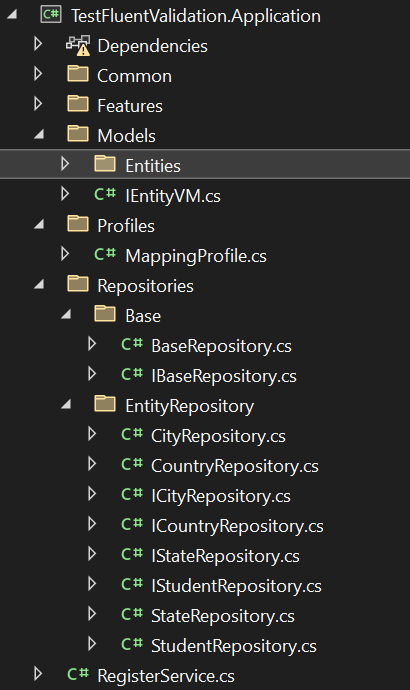 C# TestFluentValidation.Application
Dependencies
Common
Features
Models
Entities
C# IEntityVM.cs
Profiles
C# MappingProfile.cs
Repositories
Base
C# BaseRepository.cs
C# IBaseRepository.cs
EntityRepository
C# CityRepository.cs
C# CountryRepository.cs
C# ICityRepository.cs
C# ICountryRepository.cs
C# IStateRepository.cs
C# IStudentRepository.cs
C# StateRepository.cs
C# StudentRepository.cs
C# RegisterService.cs